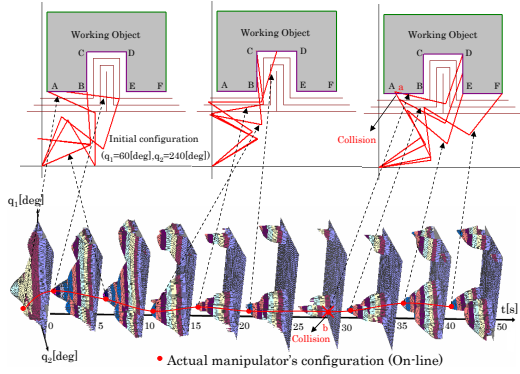 Working Object
C D
A B E F
Initial configuration
(q₁=60[deg],q₂=240[deg])
Working Object
C D
A B E F
Working Object
C D
A a B E F
Collision
q₁[deg]
t[s]
0 5 10 15 20 25 30 35 40 45 50
b
Collision
q₂[deg]
Actual manipulator's configuration (On-line)